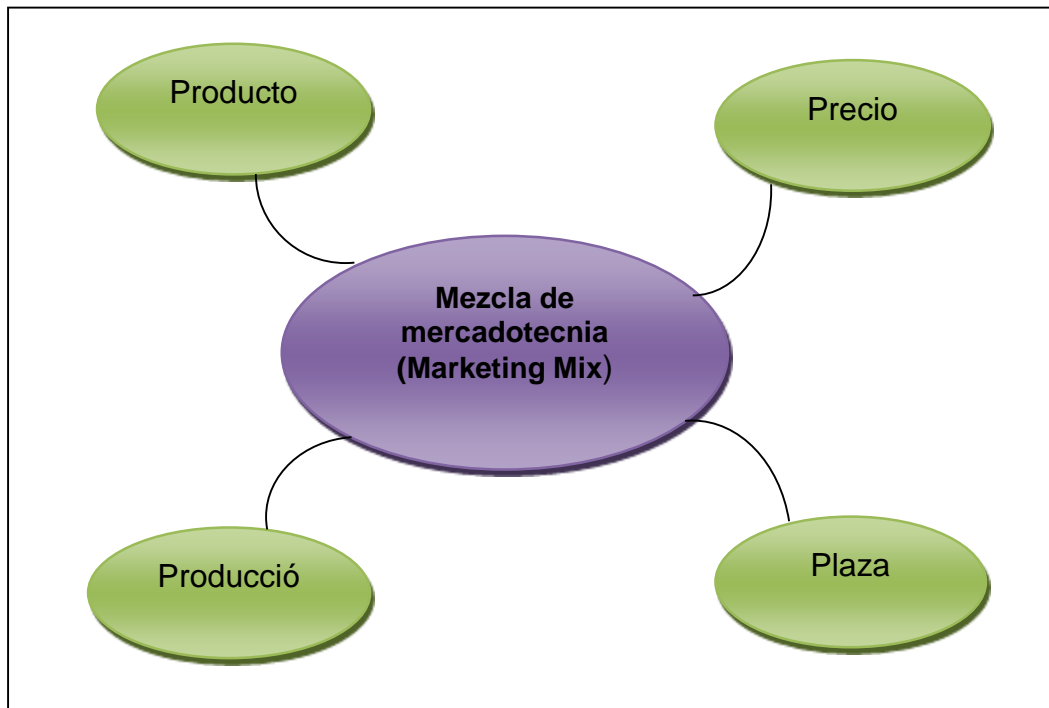 Producto
Precio
Mezcla de
mercadotecnia
(Marketing Mix)
Producció
Plaza